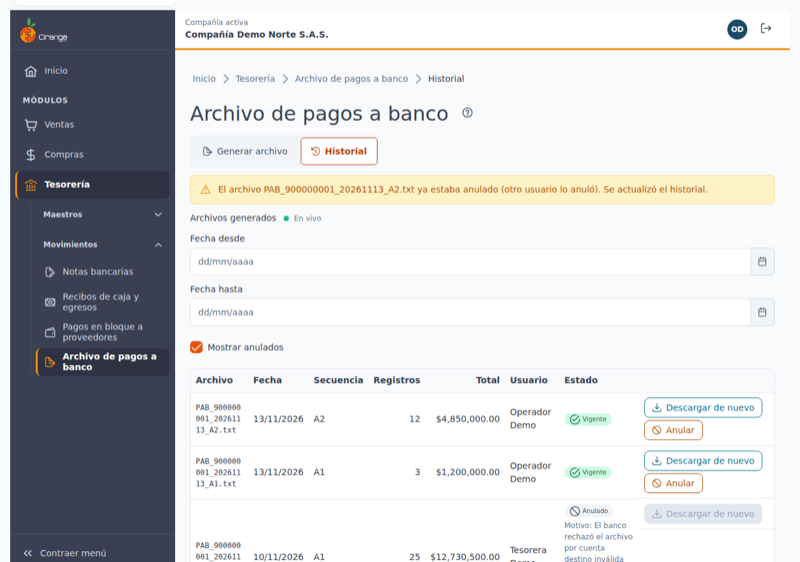 Orange
Compañía activa
Compañía Demo Norte S.A.S.
OD
Inicio
MÓDULOS
Ventas
Compras
Tesorería
Maestros
Movimientos
Notas bancarias
Recibos de caja y
egresos
Pagos en bloque a
proveedores
Archivo de pagos a
banco
Contraer menú
Inicio > Tesorería > Archivo de pagos a banco > Historial
Archivo de pagos a banco
Generar archivo
Historial
El archivo PAB_900000001_20261113_A2.txt ya estaba anulado (otro usuario lo anuló). Se actualizó el historial.
Archivos generados
En vivo
Fecha desde
dd/mm/aaaa
Fecha hasta
dd/mm/aaaa
Mostrar anulados
Archivo Fecha Secuencia Registros Total Usuario Estado
PAB_900000
001_202611
13_A2.txt
13/11/2026 A2 12 $4,850,000.00
Operador
Demo
Vigente
Descargar de nuevo
Anular
PAB_900000
001_202611
13_A1.txt
13/11/2026 A1 3 $1,200,000.00
Operador
Demo
Vigente
Descargar de nuevo
Anular
PAB_900000
001_202611
10/11/2026 A1 25 $12,730,500.00
Tesorera
Demo
Anulado
Motivo: El banco
rechazó el archivo
por cuenta
destino inválida
Descargar de nuevo